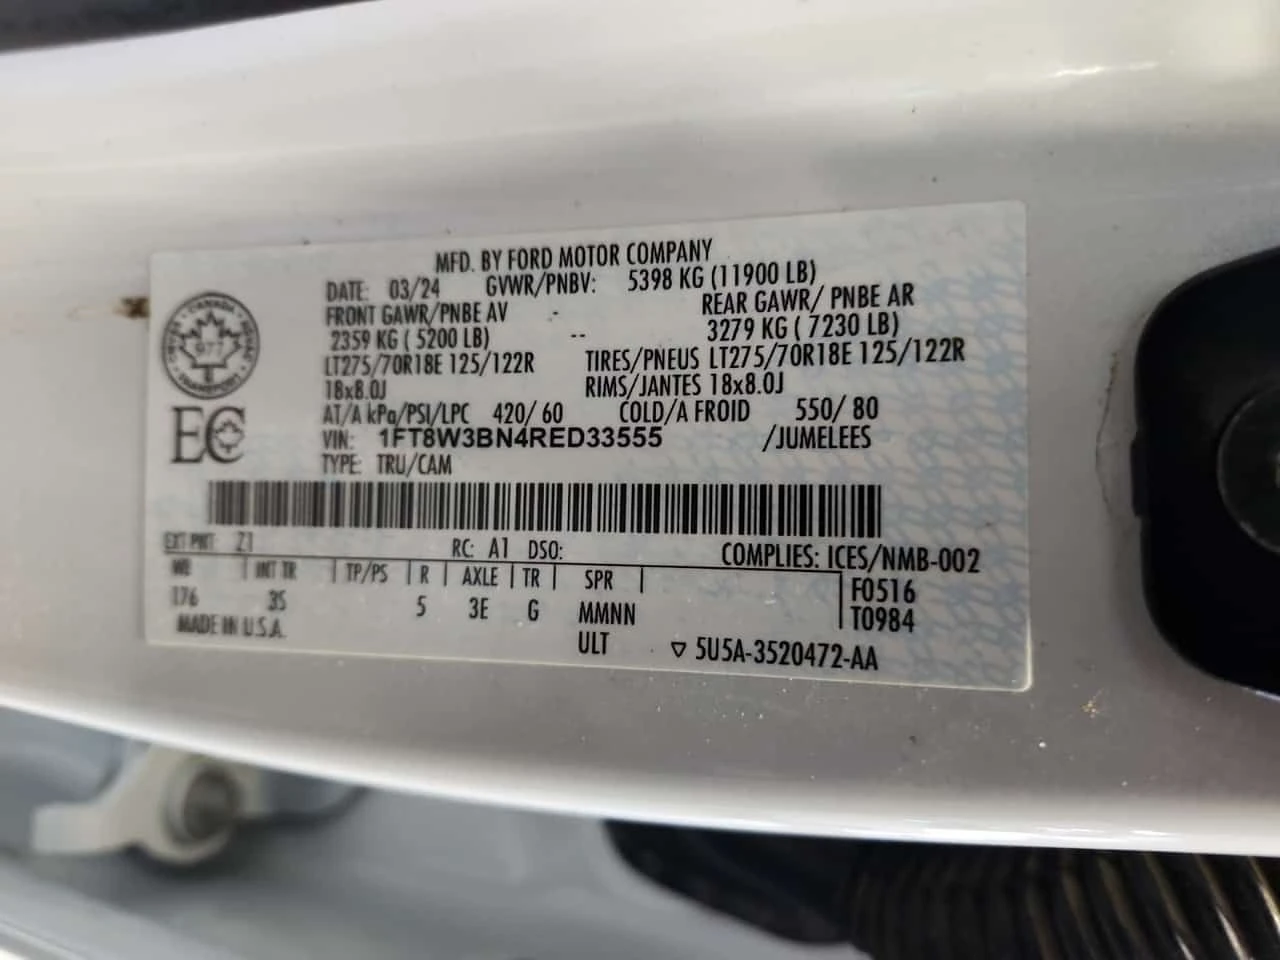 MFD. BY FORD MOTOR COMPANY
DATE: 03/24 GVWR/PNBV: 5398 KG (11900 LB)
FRONT GAWR/PNBE AV - REAR GAWR/ PNBE AR
2359 KG ( 5200 LB) -- 3279 KG ( 7230 LB)
LT275/70R18E 125/122R TIRES/PNEUS LT275/70R18E 125/122R
18x8.0J RIMS/JANTES 18x8.0J
AT/A kPa/PSI/LPC 420/ 60 COLD/A FROID 550/ 80
VIN: 1FT8W3BN4RED33555 /JUMELEES
TYPE: TRU/CAM
CANADA
977
TRANSPORT
EC
EXT PNT: Z1 RC: A1 DSO: COMPLIES: ICES/NMB-002
WB INT TR TP/PS R AXLE TR SPR F0516
176 3S 5 3E G MMNN T0984
MADE IN U.S.A. ULT ▽ 5U5A-3520472-AA